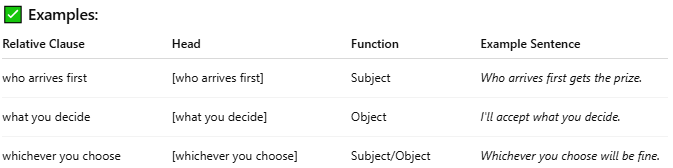 ✅ Examples:
Relative Clause Head Function Example Sentence
who arrives first [who arrives first] Subject Who arrives first gets the prize.
what you decide [what you decide] Object I'll accept what you decide.
whichever you choose [whichever you choose] Subject/Object Whichever you choose will be fine.